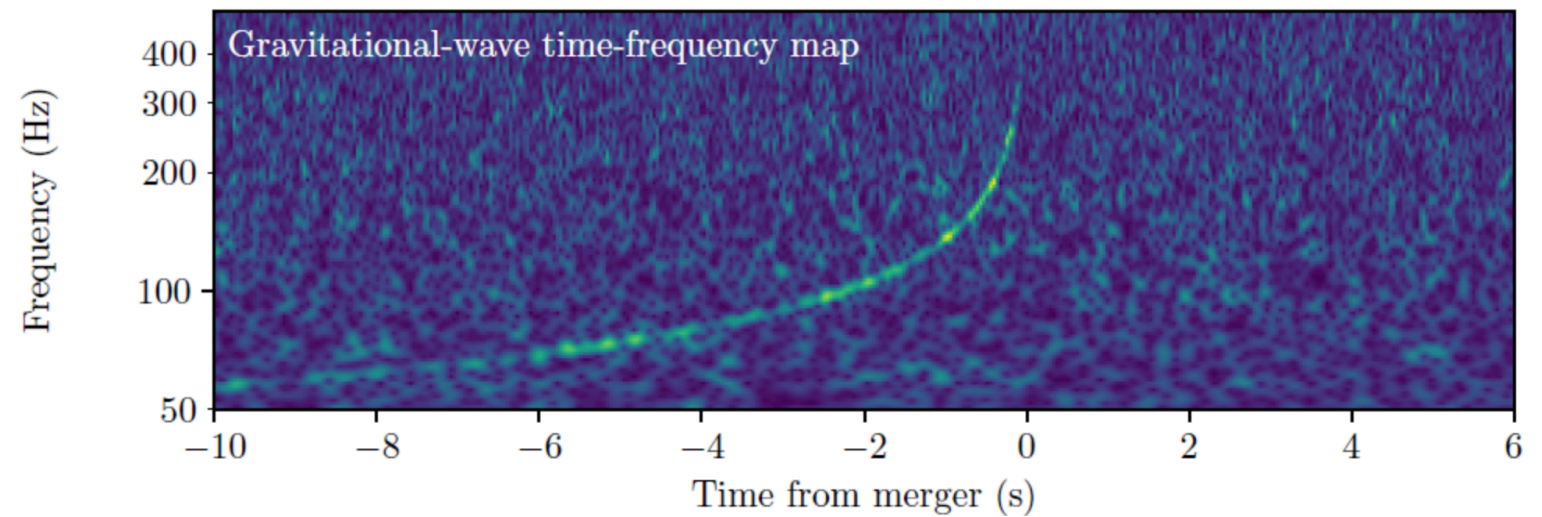 Gravitational-wave time-frequency map
Frequency (Hz)
400
300
200
100
50
−10 −8 −6 −4 −2 0 2 4 6
Time from merger (s)